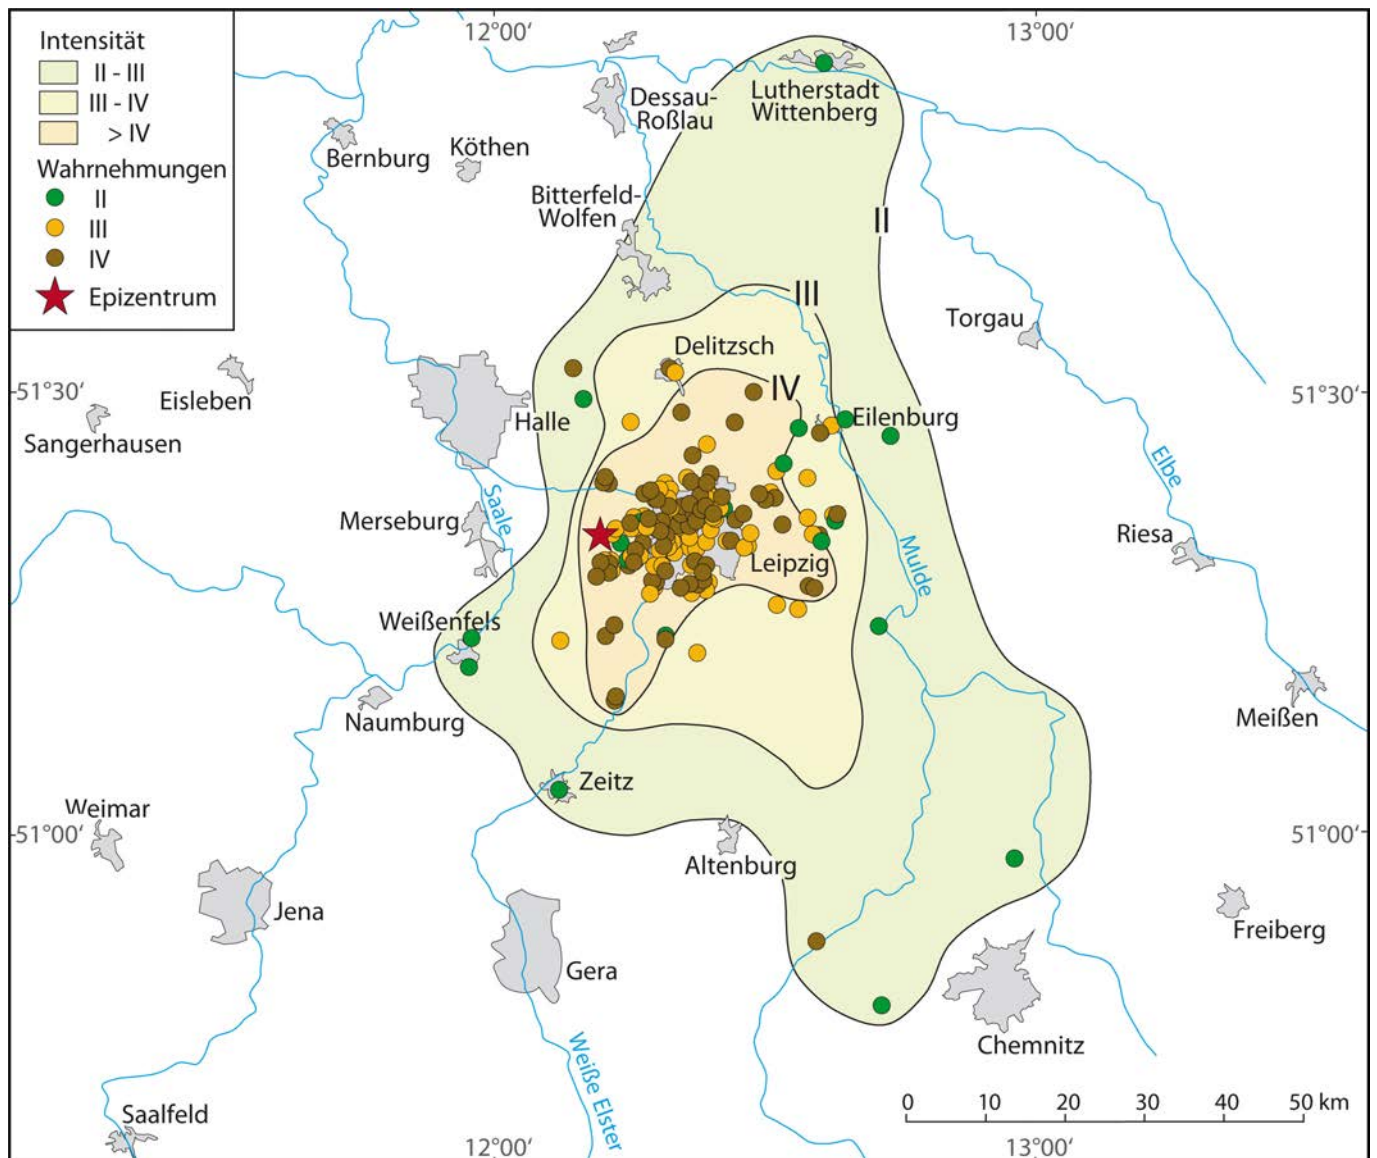 Intensität
II - III
III - IV
> IV
Wahrnehmungen
II
III
IV
Epizentrum
12°00‘
13°00‘
Dessau-
Roßlau
Lutherstadt
Wittenberg
Bernburg
Köthen
Bitterfeld-
Wolfen
II
III
Torgau
Delitzsch
51°30‘
IV
51°30‘
Eisleben
Halle
Eilenburg
Sangerhausen
Elbe
Saale
Merseburg
Riesa
Mulde
Leipzig
Weißenfels
Naumburg
Meißen
Zeitz
Weimar
51°00‘
51°00‘
Altenburg
Jena
Freiberg
Gera
Chemnitz
Weiße Elster
0 10 20 30 40 50 km
Saalfeld
12°00‘
13°00‘